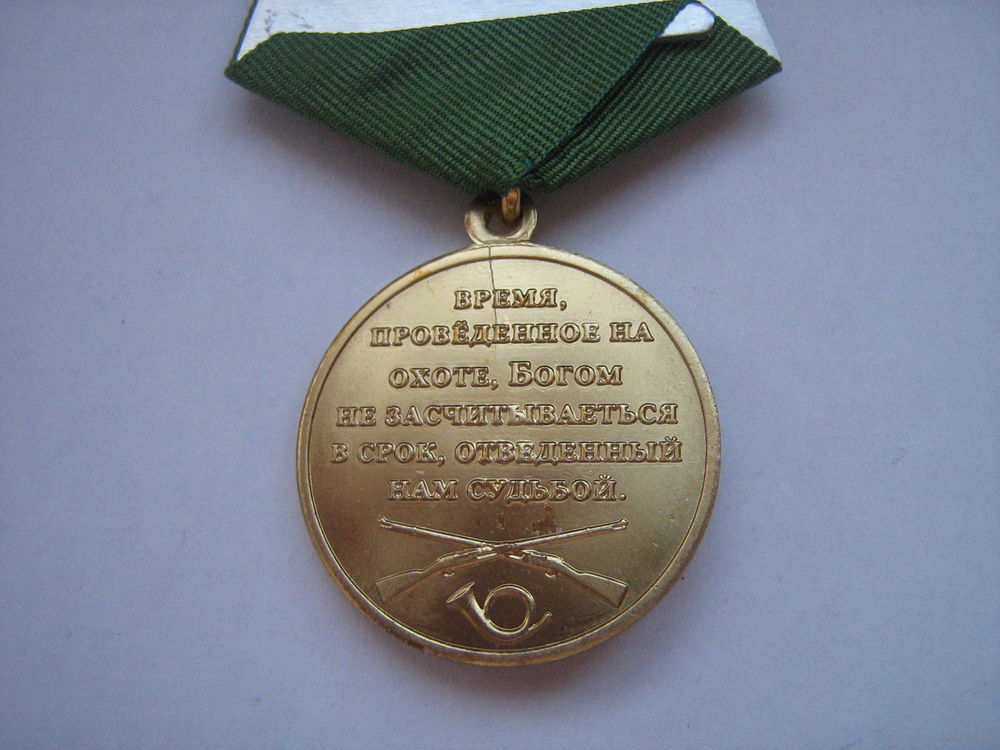 ВРЕМЯ,
ПРОВЁДЕННОЕ НА
ОХОТЕ, БОГОМ
НЕ ЗАСЧИТЫВАЕТЬСЯ
В СРОК, ОТВЕДЕННЫЙ
НАМ СУДЬБОЙ.